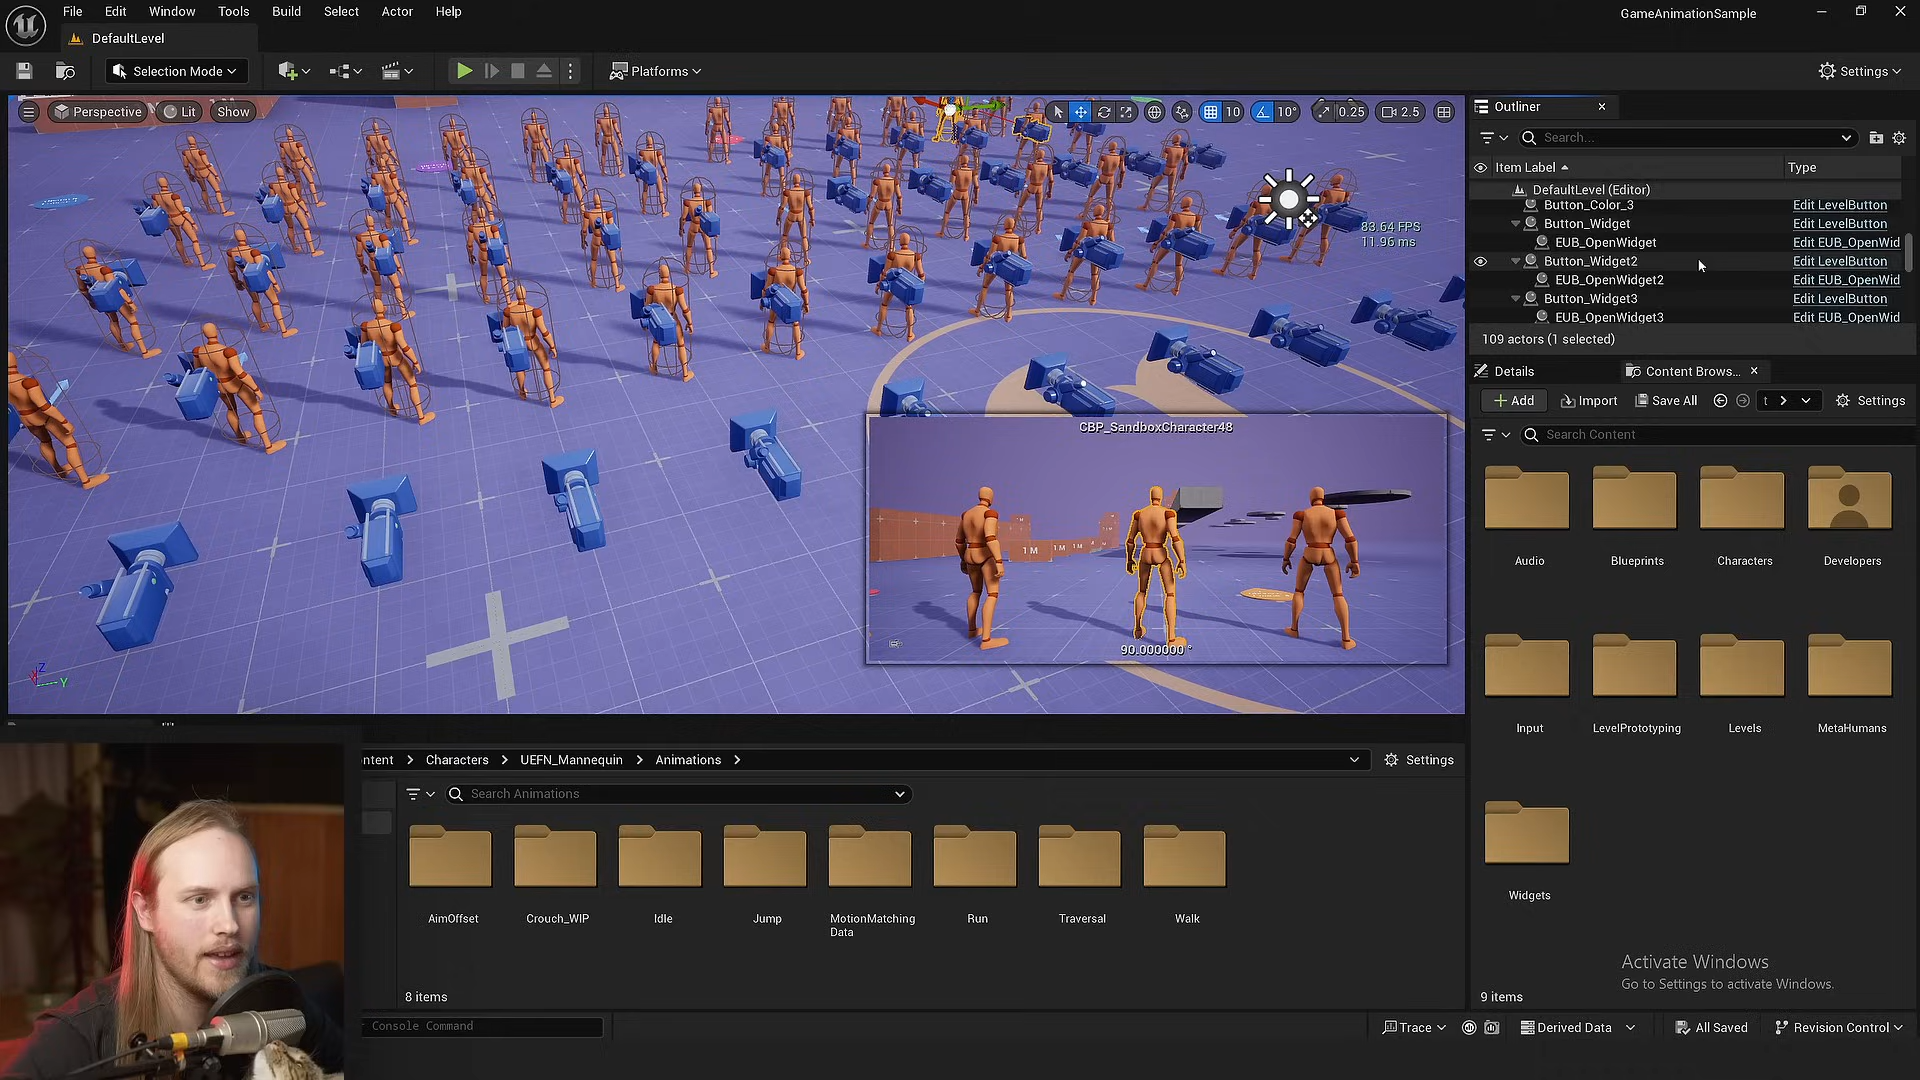 File Edit Window Tools Build Select Actor Help
GameAnimationSample
DefaultLevel
Selection Mode
Platforms
Settings
Perspective Lit Show
10 10° 0.25 2.5
83.64 FPS
11.96 ms
CBP_SandboxCharacter48
1 M 1 M 1 M
90.000000 °
Z
Y
Outliner
Search...
Item Label Type
DefaultLevel (Editor)
Button_Color_3 Edit LevelButton
Button_Widget Edit LevelButton
EUB_OpenWidget Edit EUB_OpenWid
Button_Widget2 Edit LevelButton
EUB_OpenWidget2 Edit EUB_OpenWid
Button_Widget3 Edit LevelButton
EUB_OpenWidget3 Edit EUB_OpenWid
109 actors (1 selected)
Details
Content Brows...
Add Import Save All t Settings
Search Content
Audio Blueprints Characters Developers
Input LevelPrototyping Levels MetaHumans
Widgets
9 items
Activate Windows
Go to Settings to activate Windows.
ntent Characters UEFN_Mannequin Animations Settings
Search Animations
AimOffset Crouch_WIP Idle Jump MotionMatching Run Traversal Walk
Data
8 items
Console Command
Trace Derived Data All Saved Revision Control